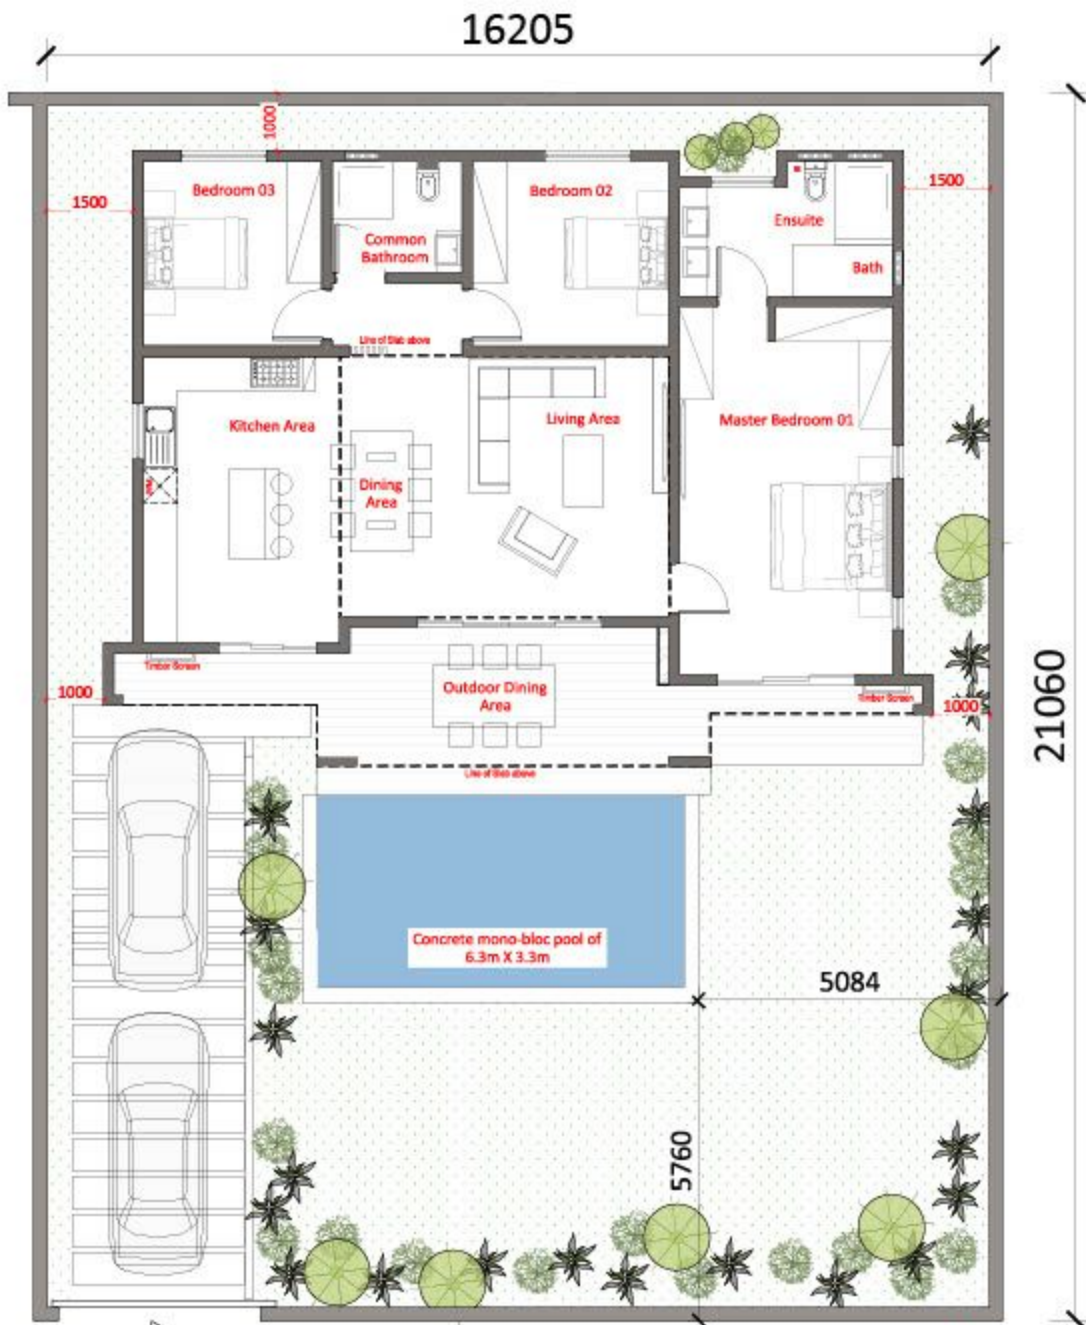 16205
1000
1500
1500
Bedroom 03
Bedroom 02
Ensuite
Common
Bathroom
Bath
Line of Slab above
Kitchen Area
Living Area
Master Bedroom 01
Dining
Area
Timber Screen
Outdoor Dining
Area
Timber Screen
1000
1000
21060
Line of Slab above
Concrete mono-bloc pool of
6.3m X 3.3m
5084
5760